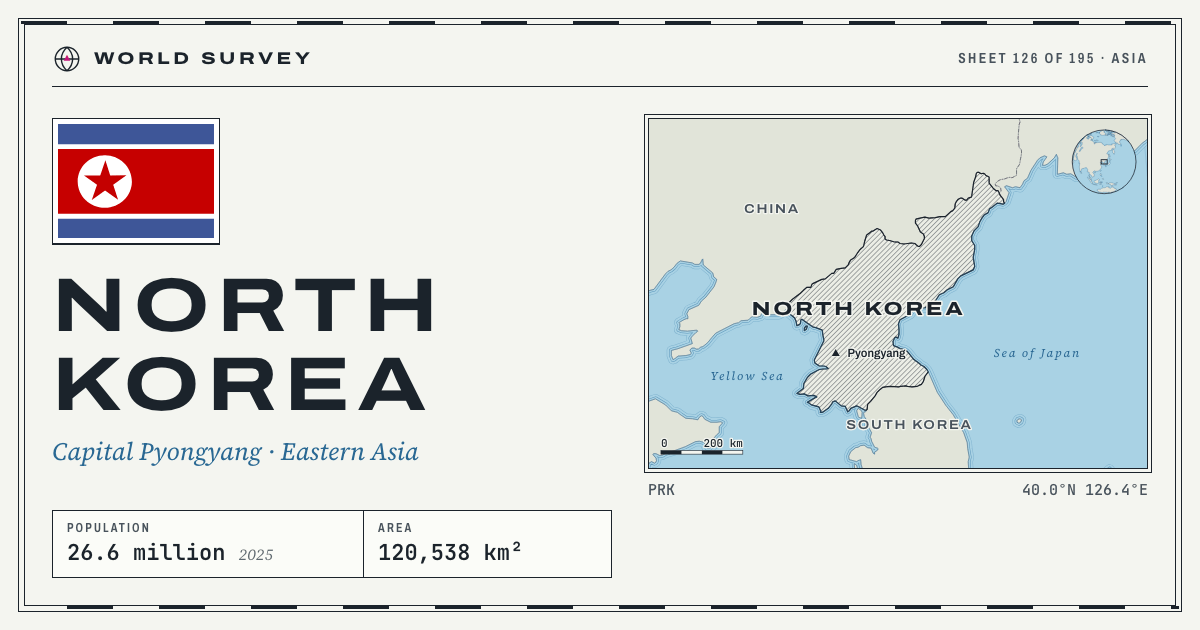 WORLD SURVEY
SHEET 126 OF 195 · ASIA
NORTH
KOREA
Capital Pyongyang · Eastern Asia
POPULATION
26.6 million 2025
AREA
120,538 km²
CHINA
NORTH KOREA
Pyongyang
Sea of Japan
Yellow Sea
SOUTH KOREA
0 200 km
PRK
40.0°N 126.4°E